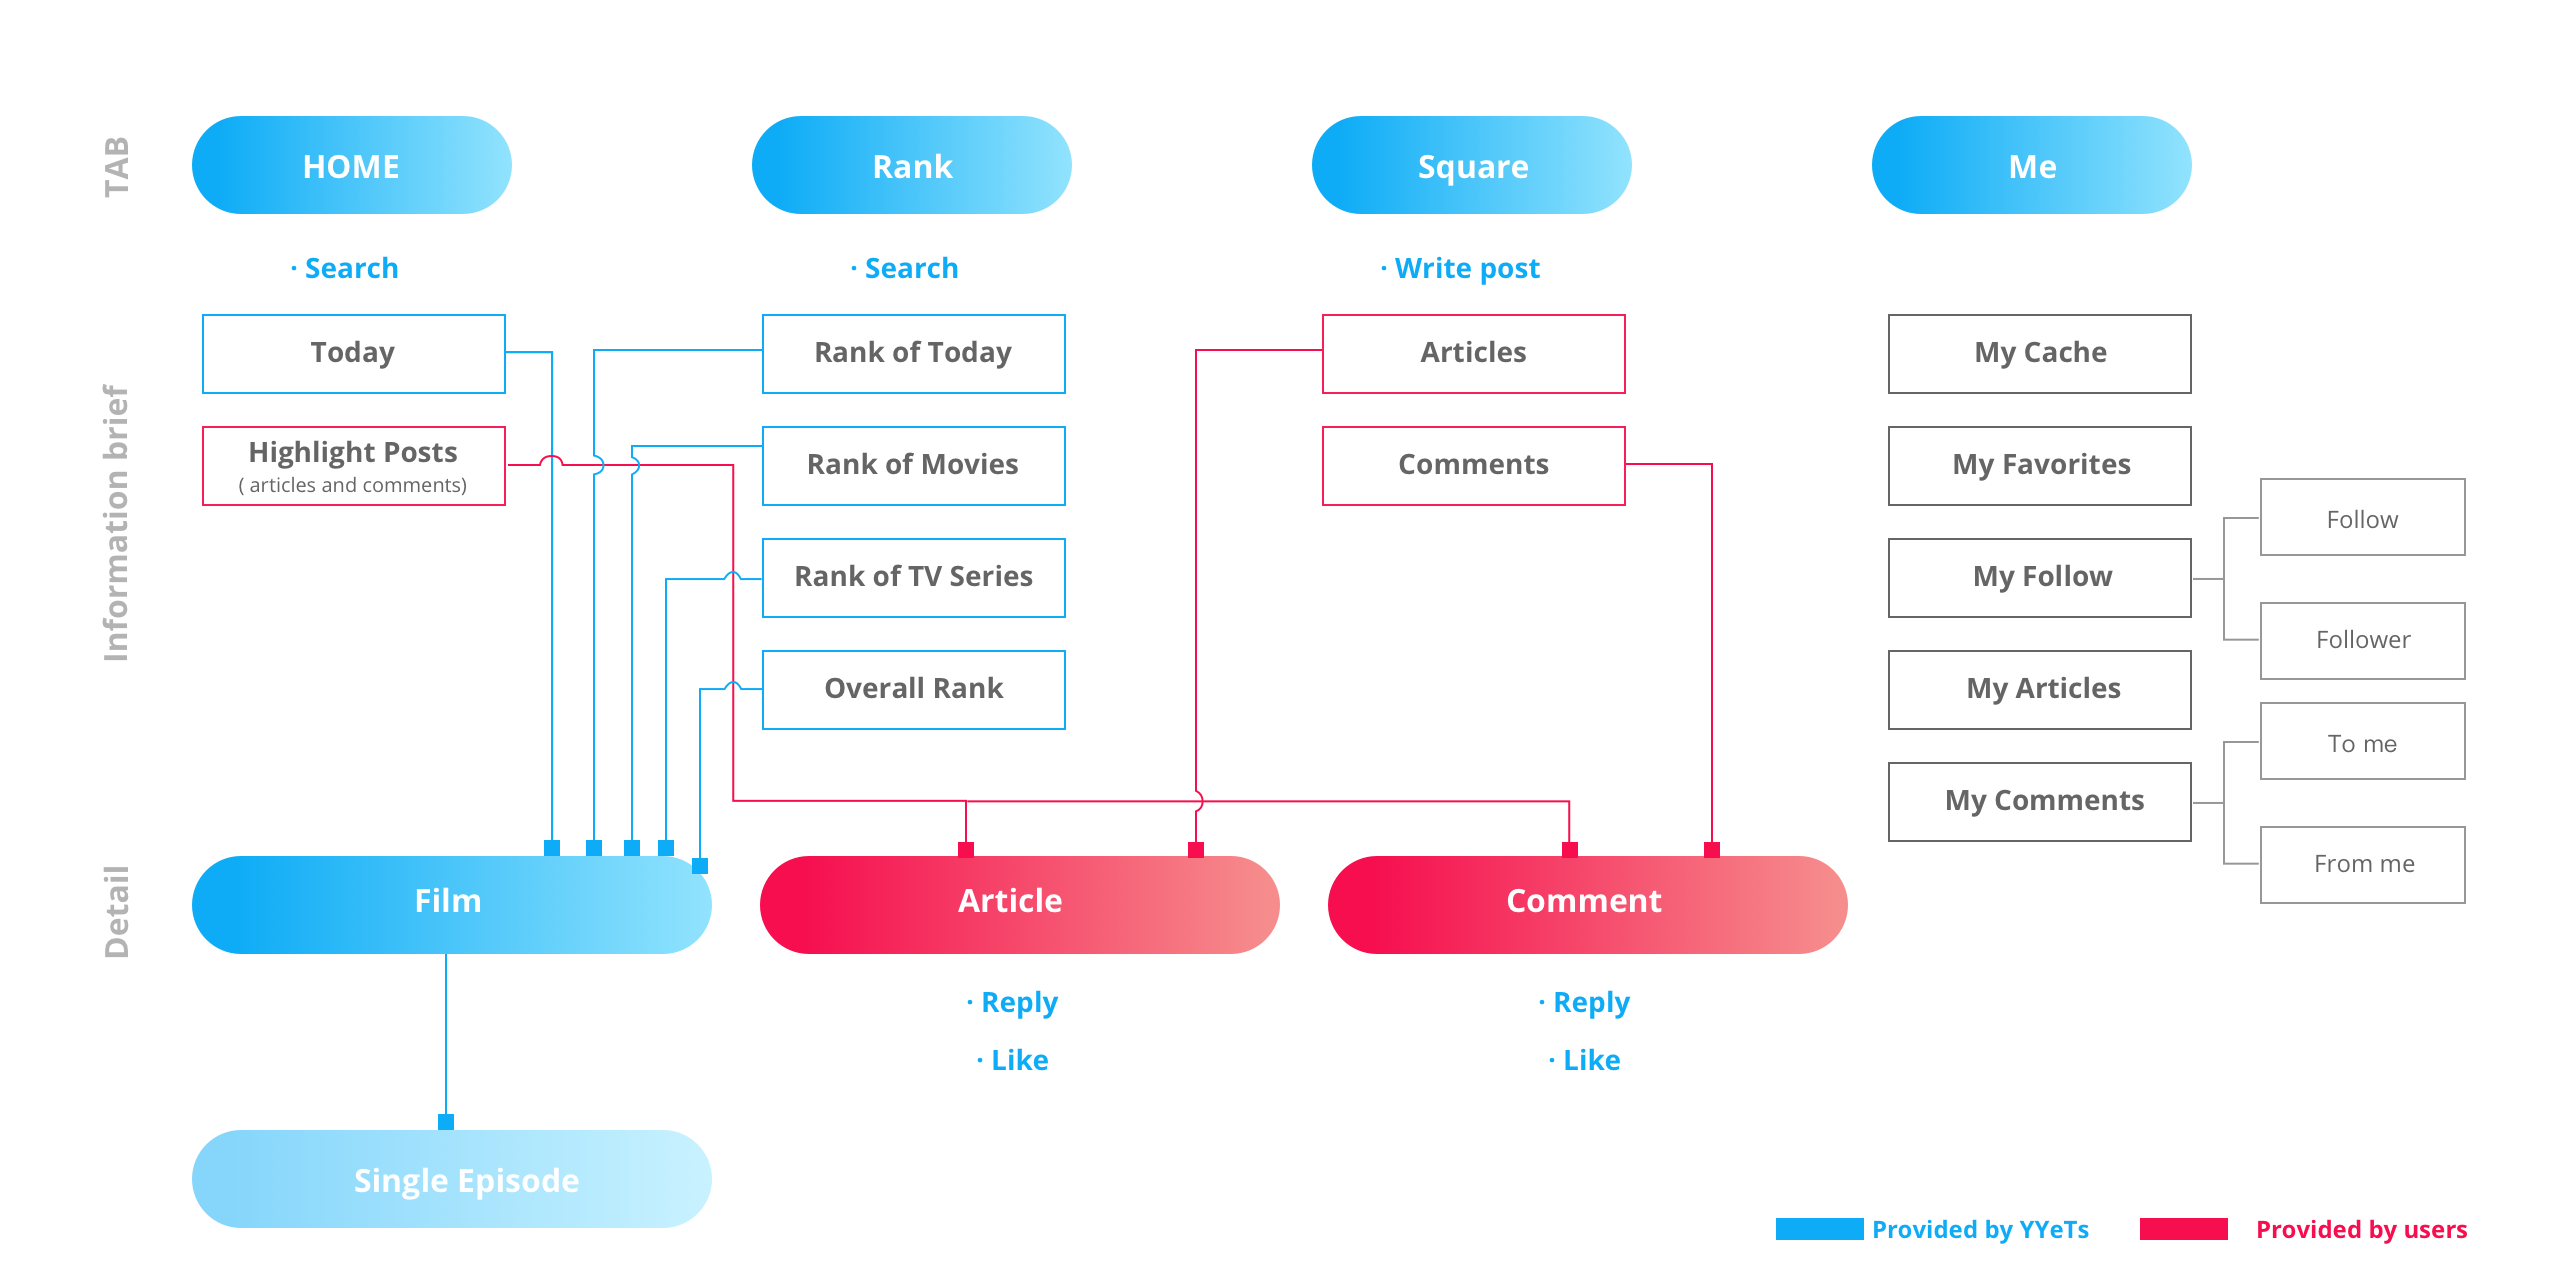 TAB
HOME
Rank
Square
Me
· Search
· Search
· Write post
Information brief
Today
Highlight Posts
( articles and comments)
Rank of Today
Rank of Movies
Rank of TV Series
Overall Rank
Articles
Comments
My Cache
My Favorites
My Follow
My Articles
My Comments
Follow
Follower
To me
From me
Detail
Film
Article
Comment
· Reply
· Like
· Reply
· Like
Single Episode
Provided by YYeTs
Provided by users